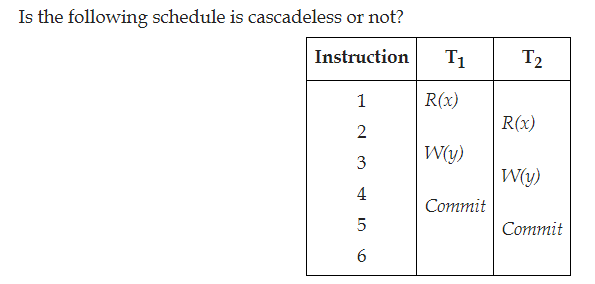 Is the following schedule is cascadeless or not?
Instruction T1 T2
1 R(x)
2 R(x)
3 W(y)
4 W(y)
5 Commit
6 Commit